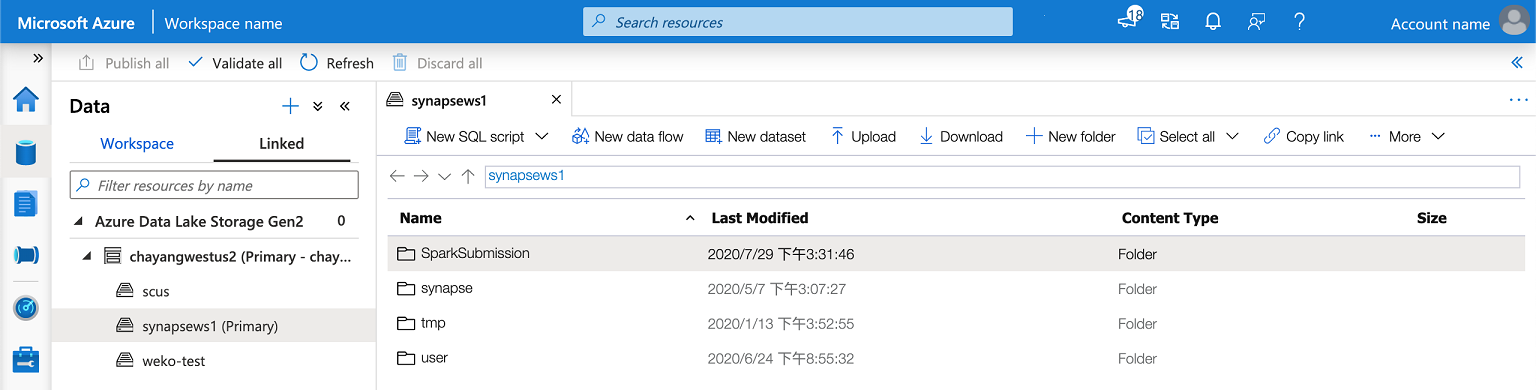 Microsoft Azure Workspace name Search resources 18 Account name
Publish all Validate all Refresh Discard all
Data
Workspace Linked
Filter resources by name
Azure Data Lake Storage Gen2 0
chayangwestus2 (Primary - chay...
scus
synapsews1 (Primary)
weko-test
synapsews1
New SQL script New data flow New dataset Upload Download New folder Select all Copy link More
synapsews1
Name Last Modified Content Type Size
SparkSubmission 2020/7/29 下午3:31:46 Folder
synapse 2020/5/7 下午3:07:27 Folder
tmp 2020/1/13 下午3:52:55 Folder
user 2020/6/24 下午8:55:32 Folder